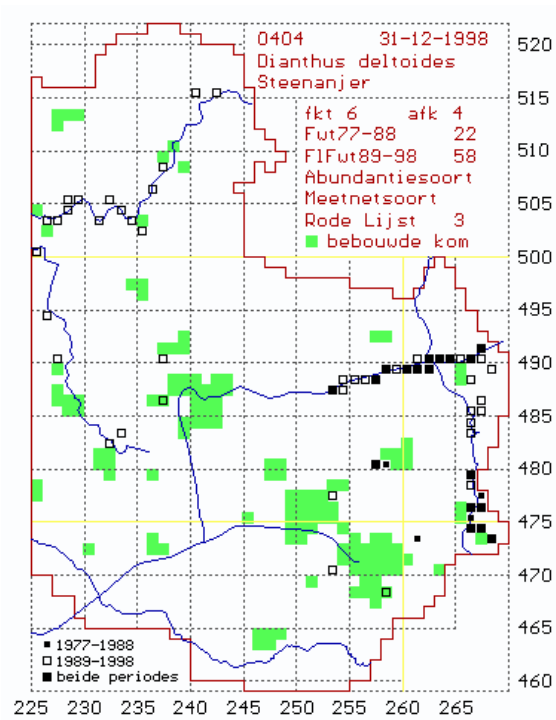 0404 31-12-1998
Dianthus deltoides
Steenanjer
fkt 6 afk 4
Fwt77-88 22
FlFwt89-98 58
Abundantiesoort
Meetnetsoort
Rode Lijst 3
bebouwde kom
520
515
510
505
500
495
490
485
480
475
470
465
460
1977-1988
1989-1998
beide periodes
225 230 235 240 245 250 255 260 265